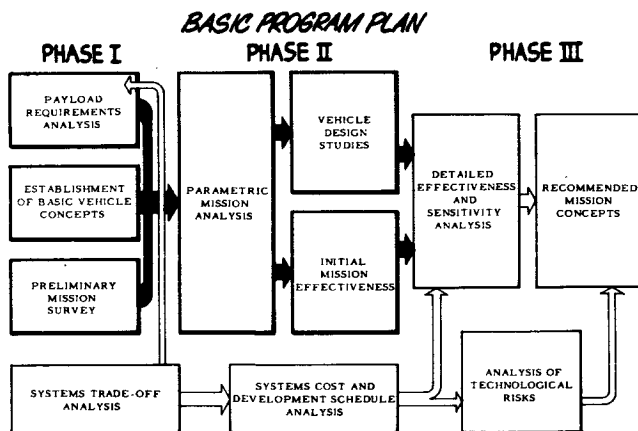 BASIC PROGRAM PLAN
PHASE I
PHASE II
PHASE III
PAYLOAD
REQUIREMENTS
ANALYSIS
ESTABLISHMENT
OF BASIC VEHICLE
CONCEPTS
PRELIMINARY
MISSION
SURVEY
PARAMETRIC
MISSION
ANALYSIS
VEHICLE
DESIGN
STUDIES
INITIAL
MISSION
EFFECTIVENESS
DETAILED
EFFECTIVENESS
AND
SENSITIVITY
ANALYSIS
RECOMMENDED
MISSION
CONCEPTS
SYSTEMS TRADE-OFF
ANALYSIS
SYSTEMS COST AND
DEVELOPMENT SCHEDULE
ANALYSIS
ANALYSIS OF
TECHNOLOGICAL
RISKS